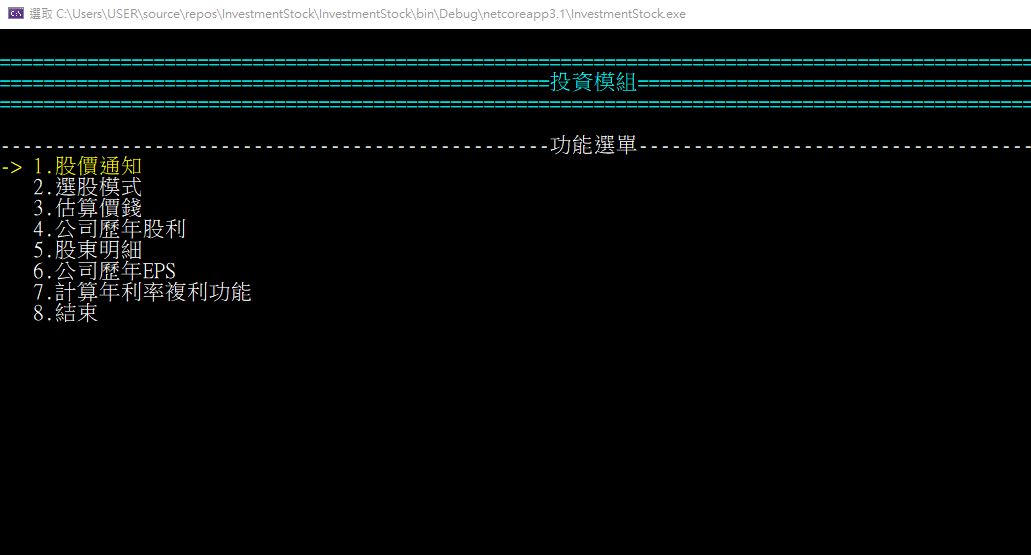 選取 C:\Users\USER\source\repos\InvestmentStock\InvestmentStock\bin\Debug\netcoreapp3.1\InvestmentStock.exe
==================================================================================
==================================================投資模組====================================
==================================================================================
--------------------------------------------------功能選單------------------------------------
-> 1.股價通知
2.選股模式
3.估算價錢
4.公司歷年股利
5.股東明細
6.公司歷年EPS
7.計算年利率複利功能
8.結束